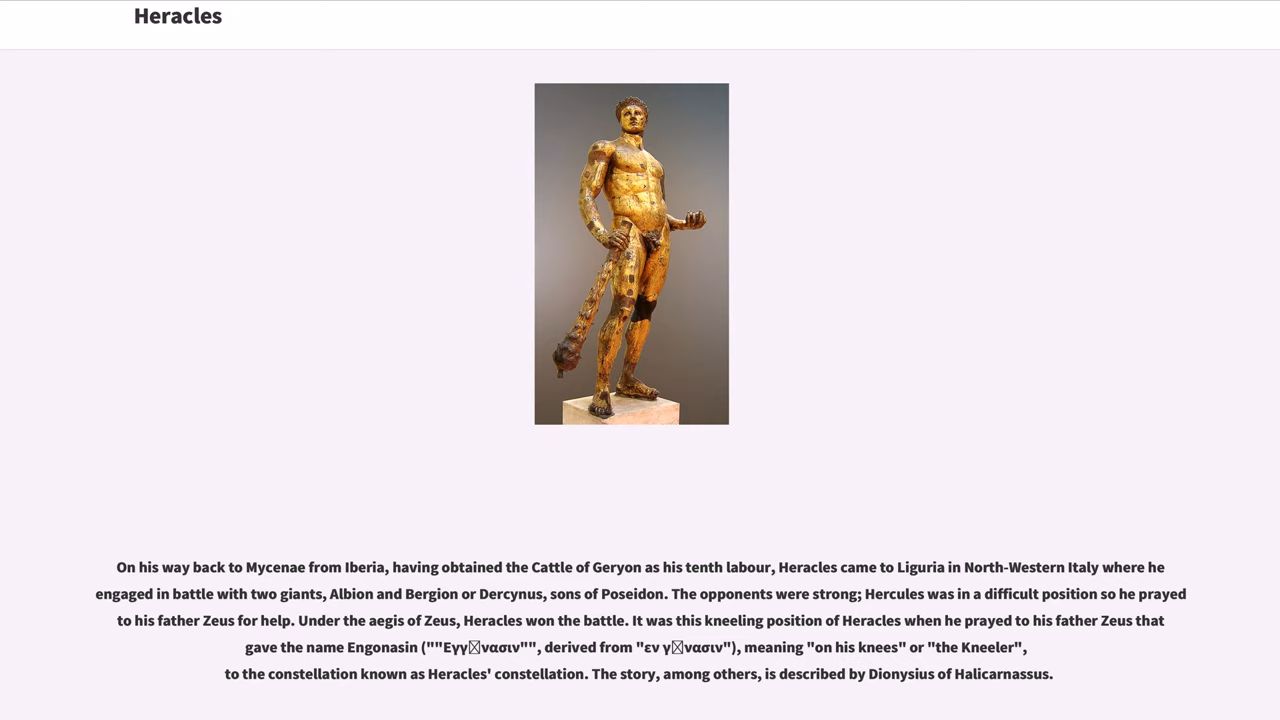 Heracles
On his way back to Mycenae from Iberia, having obtained the Cattle of Geryon as his tenth labour, Heracles came to Liguria in North-Western Italy where he
engaged in battle with two giants, Albion and Bergion or Dercynus, sons of Poseidon. The opponents were strong; Hercules was in a difficult position so he prayed
to his father Zeus for help. Under the aegis of Zeus, Heracles won the battle. It was this kneeling position of Heracles when he prayed to his father Zeus that
gave the name Engonasin (""Εγγ□νασιν"", derived from "εν γ□νασιν"), meaning "on his knees" or "the Kneeler",
to the constellation known as Heracles' constellation. The story, among others, is described by Dionysius of Halicarnassus.